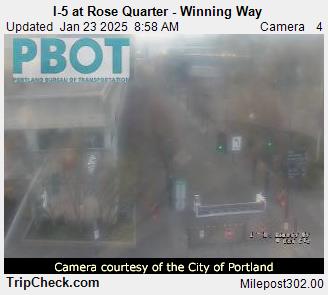 I-5 at Rose Quarter - Winning Way
Updated Jan 23 2025 8:58 AM Camera 4
PBOT
PORTLAND BUREAU OF TRANSPORTATION
Camera courtesy of the City of Portland
TripCheck.com Milepost302.00